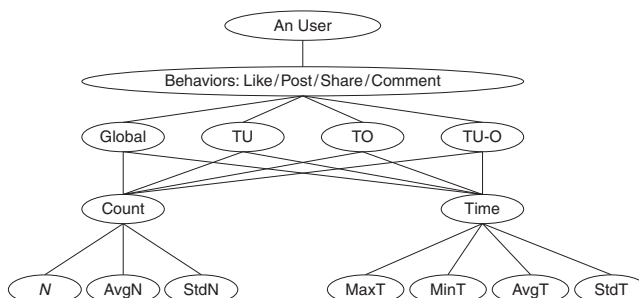 An User
Behaviors: Like/Post/Share/Comment
Global TU TO TU-O
Count Time
N AvgN StdN MaxT MinT AvgT StdT